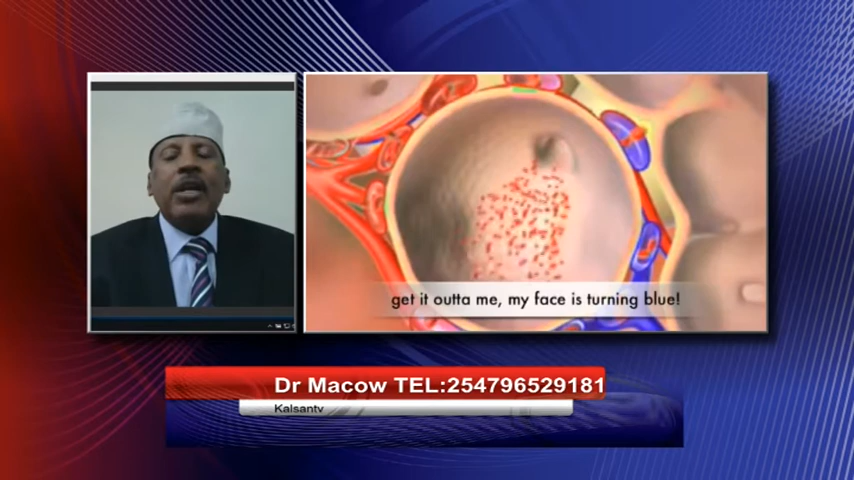 get it outta me, my face is turning blue!
Dr Macow TEL:254796529181
Kalsantv